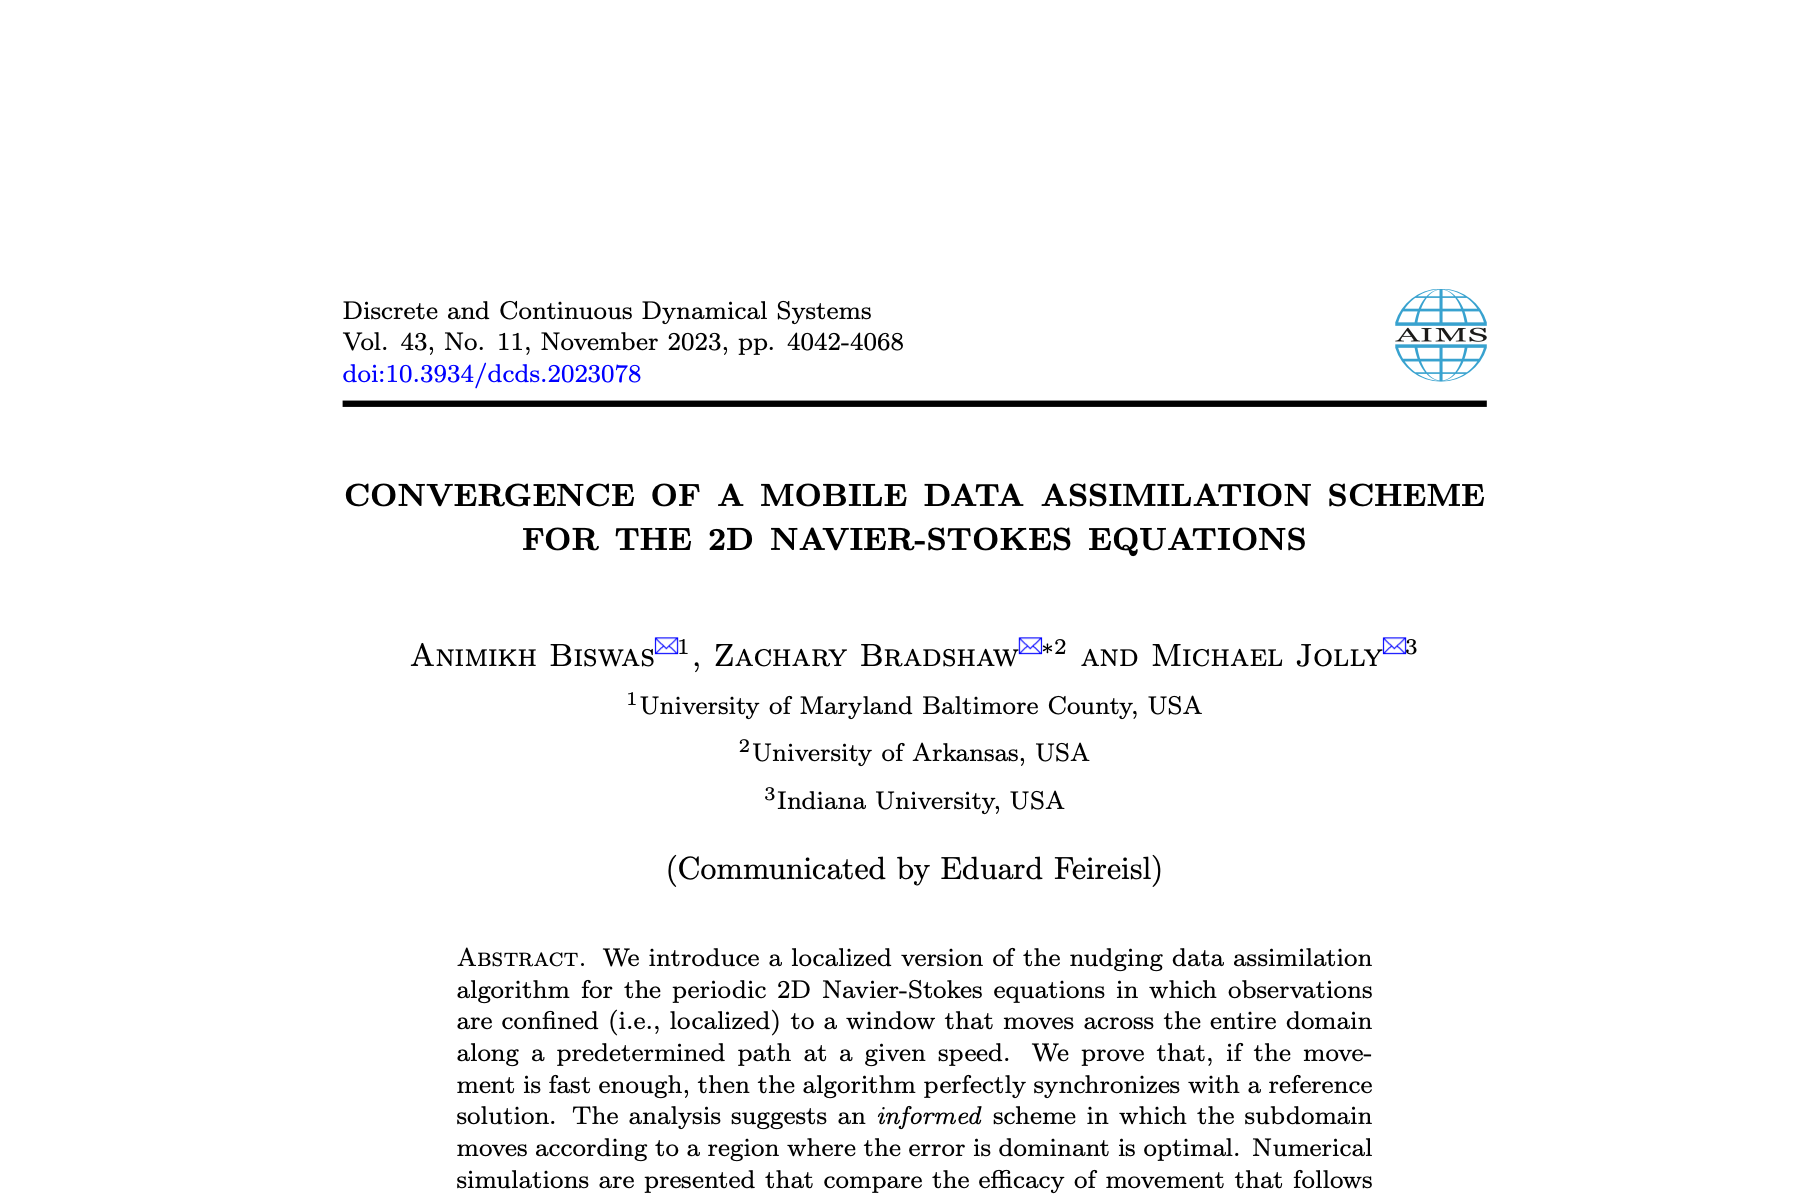 Discrete and Continuous Dynamical Systems
Vol. 43, No. 11, November 2023, pp. 4042-4068
doi:10.3934/dcds.2023078
AIMS
CONVERGENCE OF A MOBILE DATA ASSIMILATION SCHEME
FOR THE 2D NAVIER-STOKES EQUATIONS
Animikh Biswas✉1, Zachary Bradshaw✉*2 and Michael Jolly✉3
1University of Maryland Baltimore County, USA
2University of Arkansas, USA
3Indiana University, USA
(Communicated by Eduard Feireisl)
Abstract. We introduce a localized version of the nudging data assimilation
algorithm for the periodic 2D Navier-Stokes equations in which observations
are confined (i.e., localized) to a window that moves across the entire domain
along a predetermined path at a given speed. We prove that, if the move-
ment is fast enough, then the algorithm perfectly synchronizes with a reference
solution. The analysis suggests an informed scheme in which the subdomain
moves according to a region where the error is dominant is optimal. Numerical
simulations are presented that compare the efficacy of movement that follows